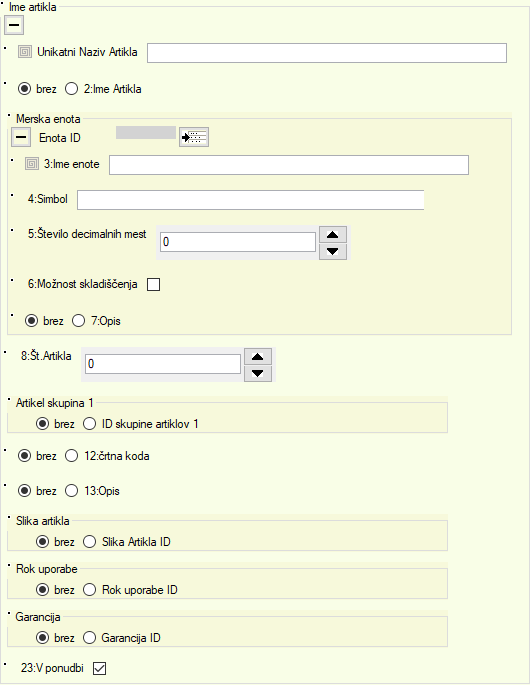 Ime artikla
Unikatni Naziv Artikla
brez 2:Ime Artikla
Merska enota
Enota ID
3:Ime enote
4:Simbol
5:Število decimalnih mest 0
6:Možnost skladiščenja
brez 7:Opis
8:Št.Artikla 0
Artikel skupina 1
brez ID skupine artiklov 1
brez 12:črtna koda
brez 13:Opis
Slika artikla
brez Slika Artikla ID
Rok uporabe
brez Rok uporabe ID
Garancija
brez Garancija ID
23:V ponudbi